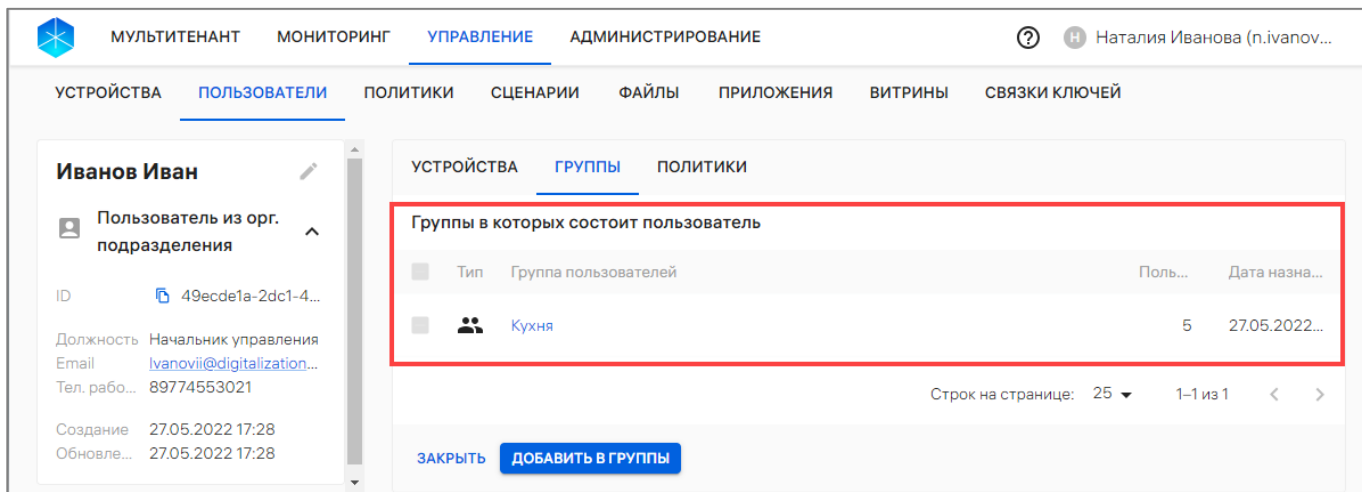 МУЛЬТИТЕНАНТ МОНИТОРИНГ УПРАВЛЕНИЕ АДМИНИСТРИРОВАНИЕ Н Наталия Иванова (n.ivanov...
УСТРОЙСТВА ПОЛЬЗОВАТЕЛИ ПОЛИТИКИ СЦЕНАРИИ ФАЙЛЫ ПРИЛОЖЕНИЯ ВИТРИНЫ СВЯЗКИ КЛЮЧЕЙ
Иванов Иван
Пользователь из орг.
подразделения
ID 49ecde1a-2dc1-4...
Должность Начальник управления
Email Ivanovii@digitalization...
Тел. рабо... 89774553021
Создание 27.05.2022 17:28
Обновле... 27.05.2022 17:28
УСТРОЙСТВА ГРУППЫ ПОЛИТИКИ
Группы в которых состоит пользователь
Тип Группа пользователей Поль... Дата назна...
Кухня 5 27.05.2022...
Строк на странице: 25 1–1 из 1
ЗАКРЫТЬ ДОБАВИТЬ В ГРУППЫ